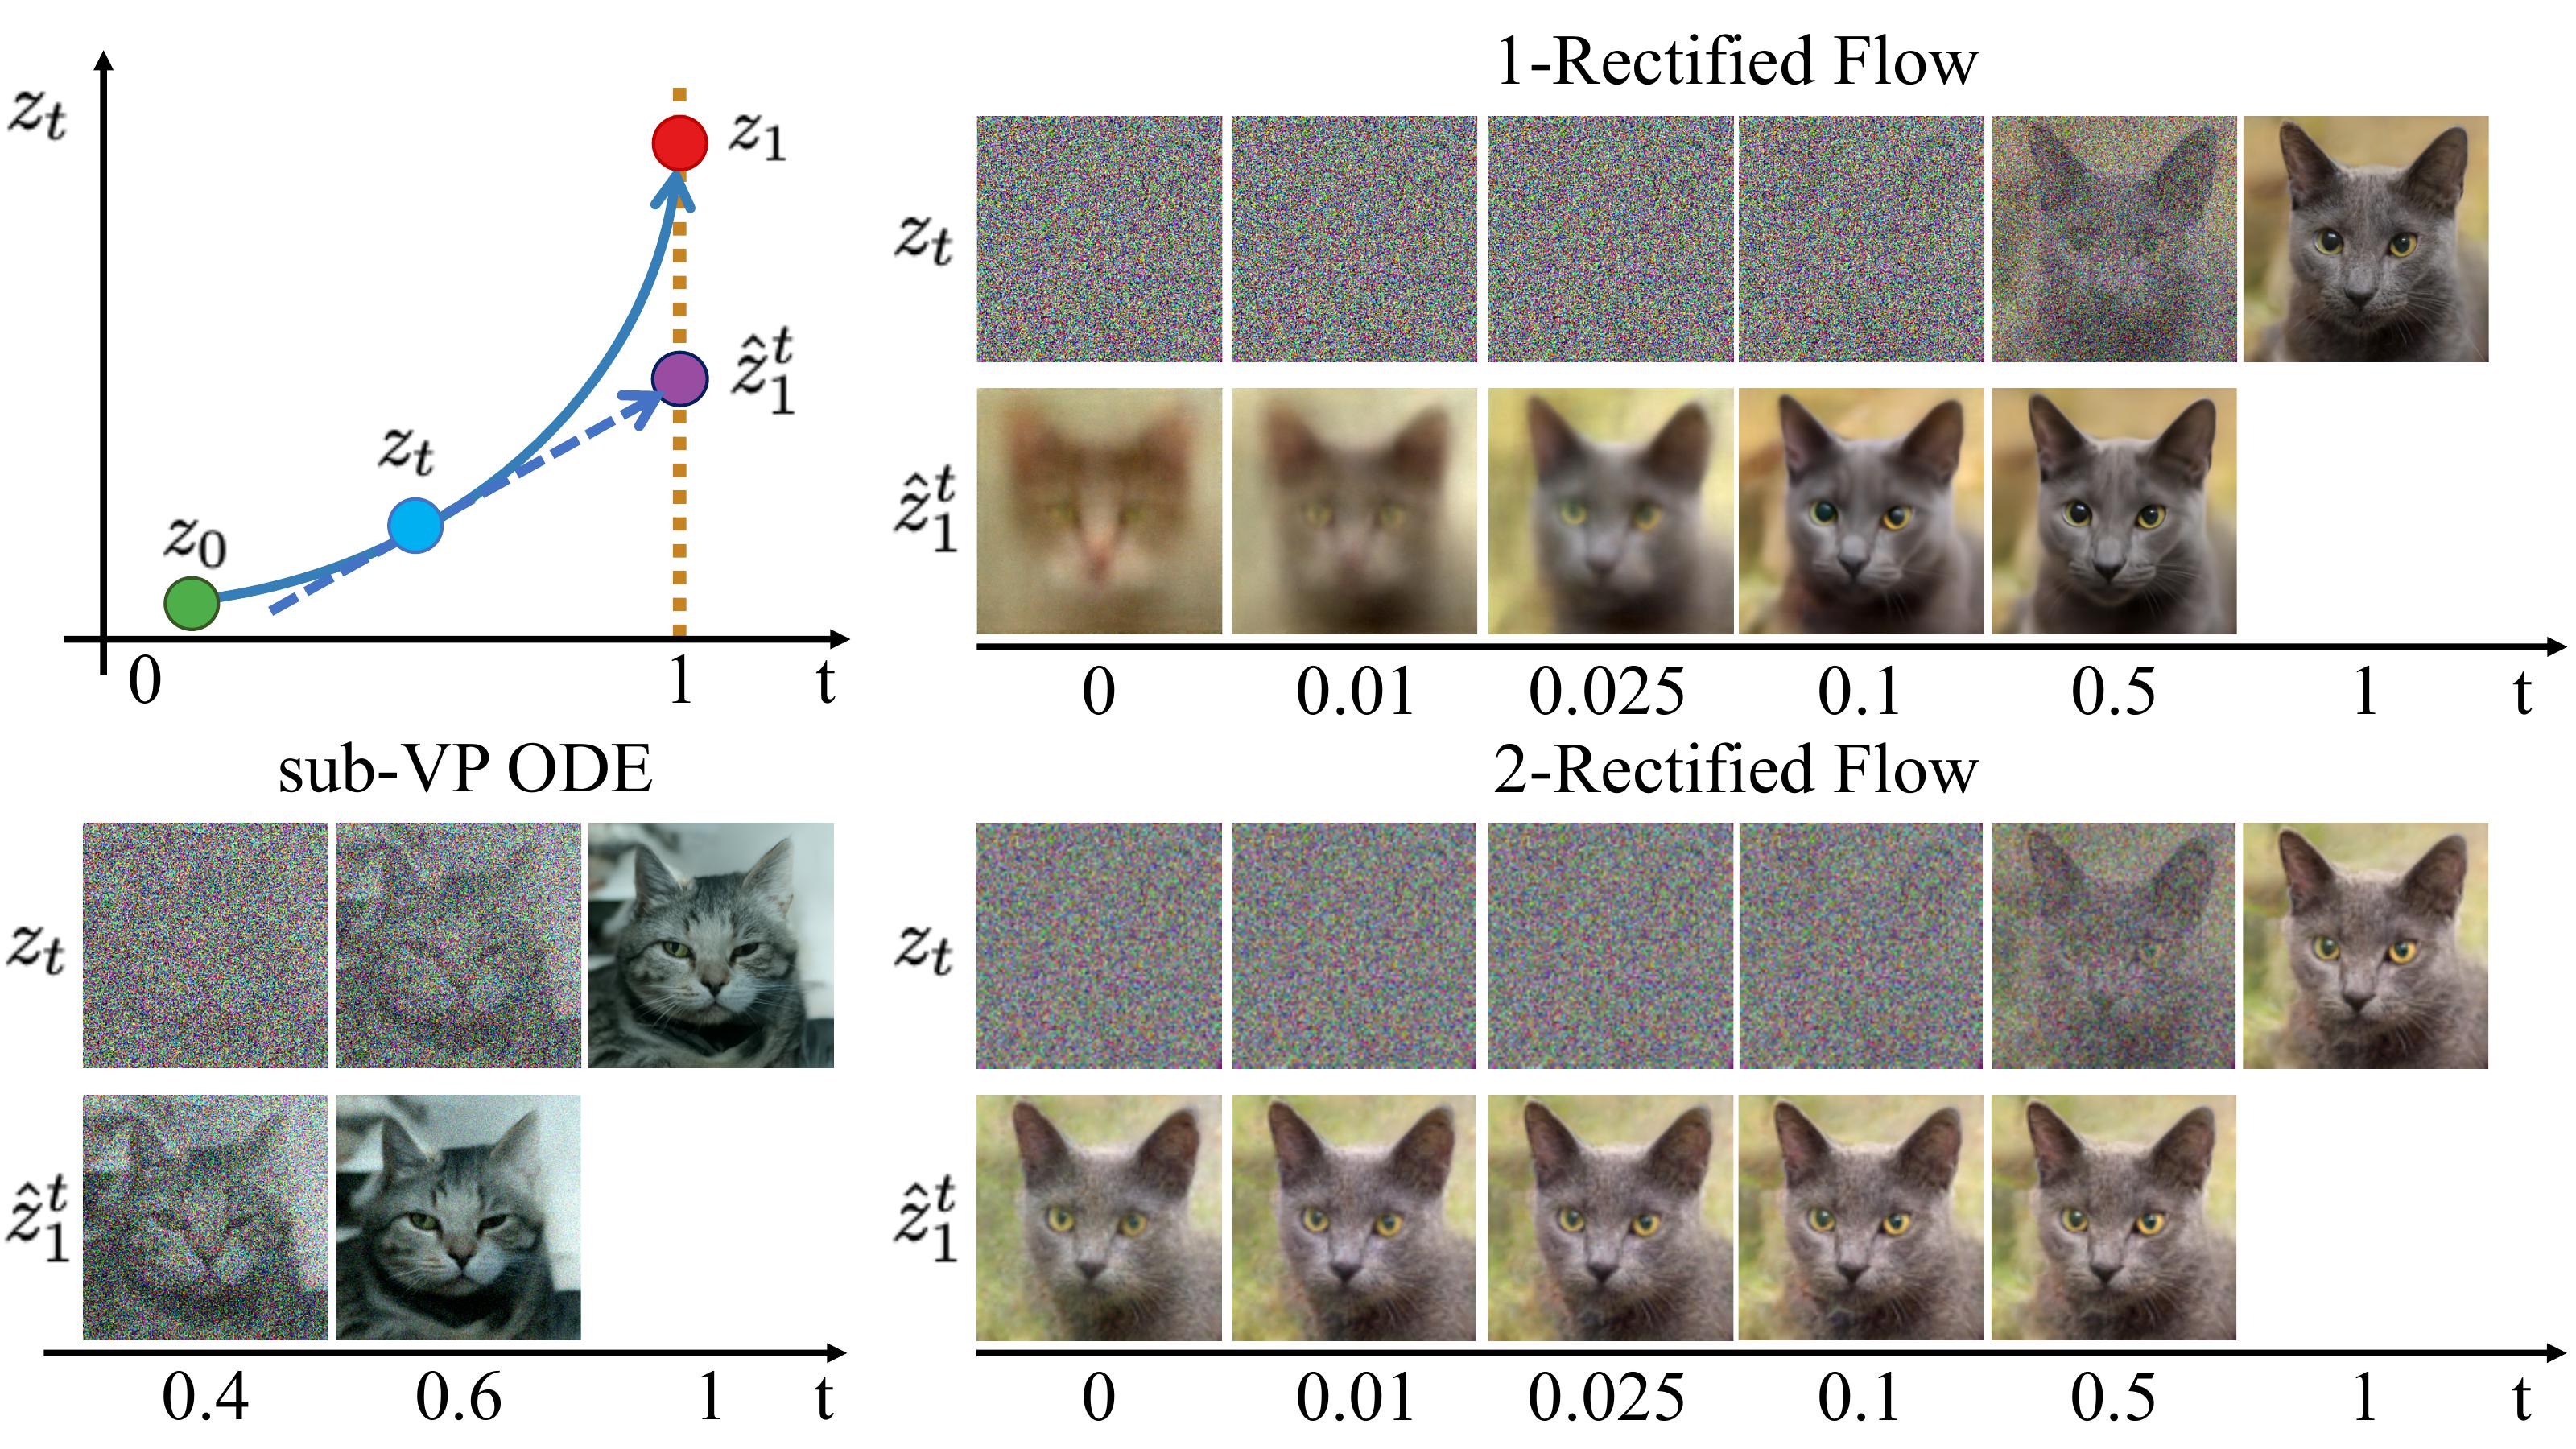 z_t
z_1
ẑ_1^t
z_t
z_0
0 1 t
1-Rectified Flow
z_t
ẑ_1^t
0 0.01 0.025 0.1 0.5 1 t
sub-VP ODE
z_t
ẑ_1^t
0.4 0.6 1 t
2-Rectified Flow
z_t
ẑ_1^t
0 0.01 0.025 0.1 0.5 1 t